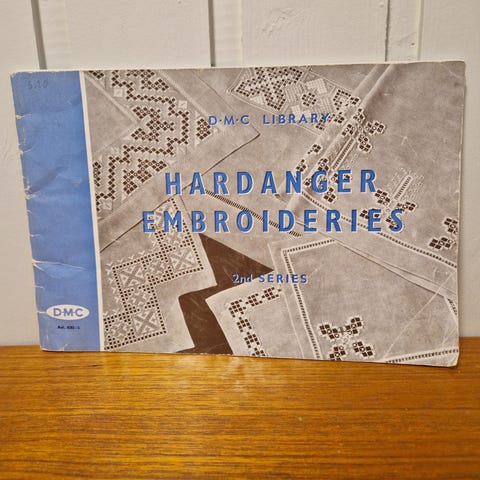 D·M·C LIBRARY
HARDANGER
EMBROIDERIES
2nd SERIES
D·M·C